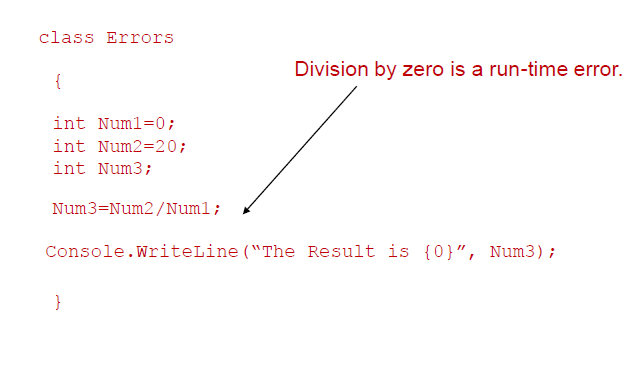 class Errors
Division by zero is a run-time error.
{
int Num1=0;
int Num2=20;
int Num3;
Num3=Num2/Num1;
Console.WriteLine(“The Result is {0}”, Num3);
}